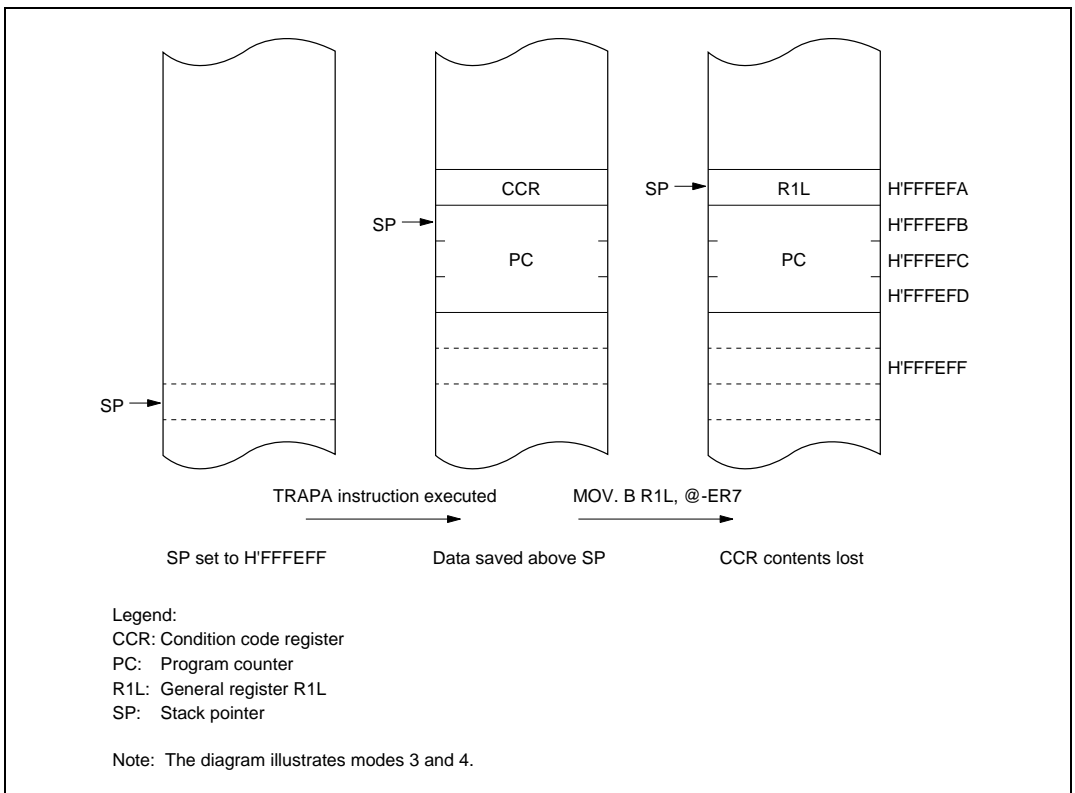 CCR
SP
R1L
H'FFFEFA
SP
H'FFFEFB
PC
PC
H'FFFEFC
H'FFFEFD
H'FFFEFF
SP
TRAPA instruction executed
MOV. B R1L, @-ER7
SP set to H'FFFEFF
Data saved above SP
CCR contents lost
Legend:
CCR: Condition code register
PC: Program counter
R1L: General register R1L
SP: Stack pointer
Note: The diagram illustrates modes 3 and 4.